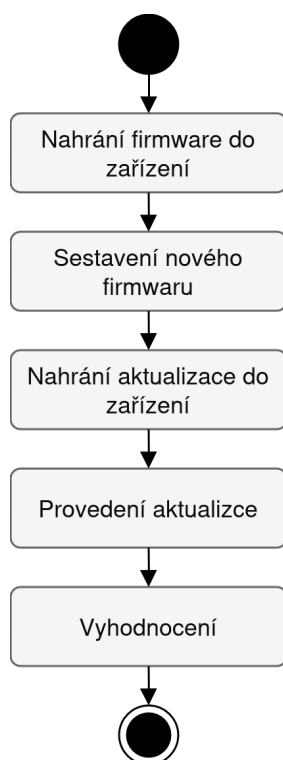 Nahrání firmware do
zařízení
Sestavení nového
firmwaru
Nahrání aktualizace do
zařízení
Provedení aktualizce
Vyhodnocení